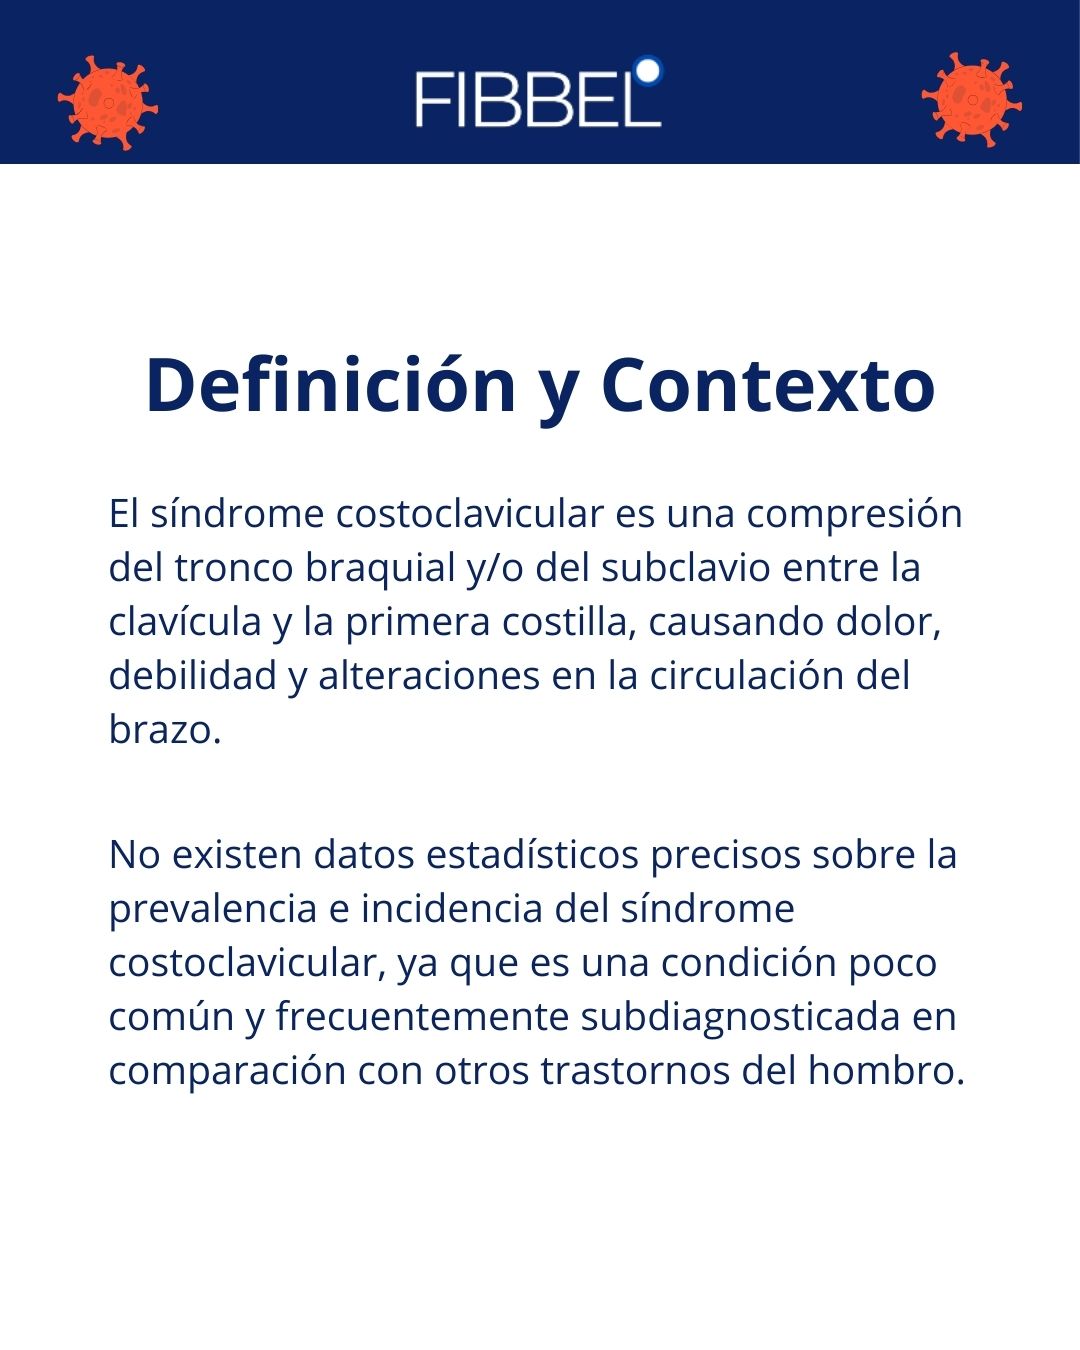 FIBBEL
Definición y Contexto
El síndrome costoclavicular es una compresión
del tronco braquial y/o del subclavio entre la
clavícula y la primera costilla, causando dolor,
debilidad y alteraciones en la circulación del
brazo.
No existen datos estadísticos precisos sobre la
prevalencia e incidencia del síndrome
costoclavicular, ya que es una condición poco
común y frecuentemente subdiagnosticada en
comparación con otros trastornos del hombro.